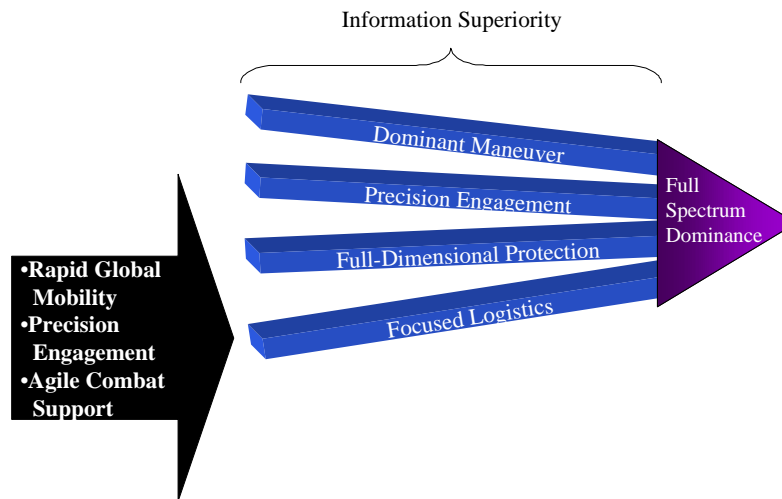 Information Superiority
Dominant Maneuver
Precision Engagement
Full-Dimensional Protection
Focused Logistics
Full
Spectrum
Dominance
•Rapid Global
Mobility
•Precision
Engagement
•Agile Combat
Support